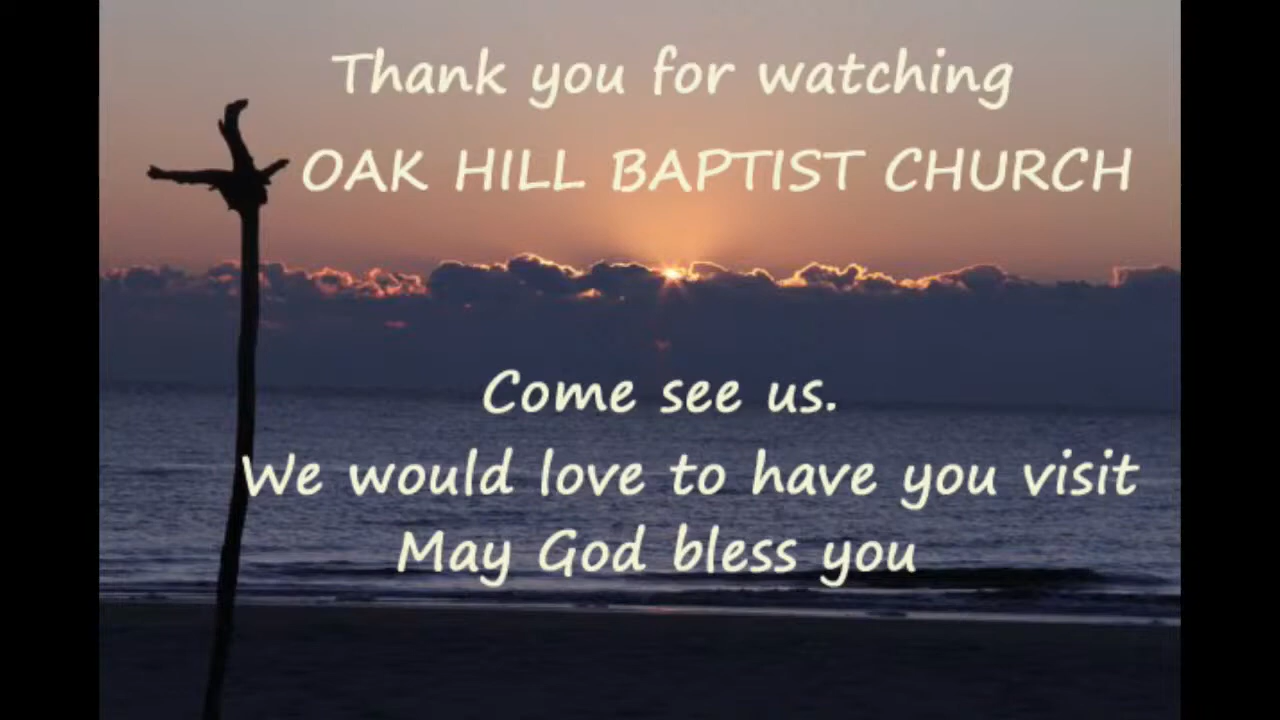 Thank you for watching
OAK HILL BAPTIST CHURCH
Come see us.
We would love to have you visit
May God bless you